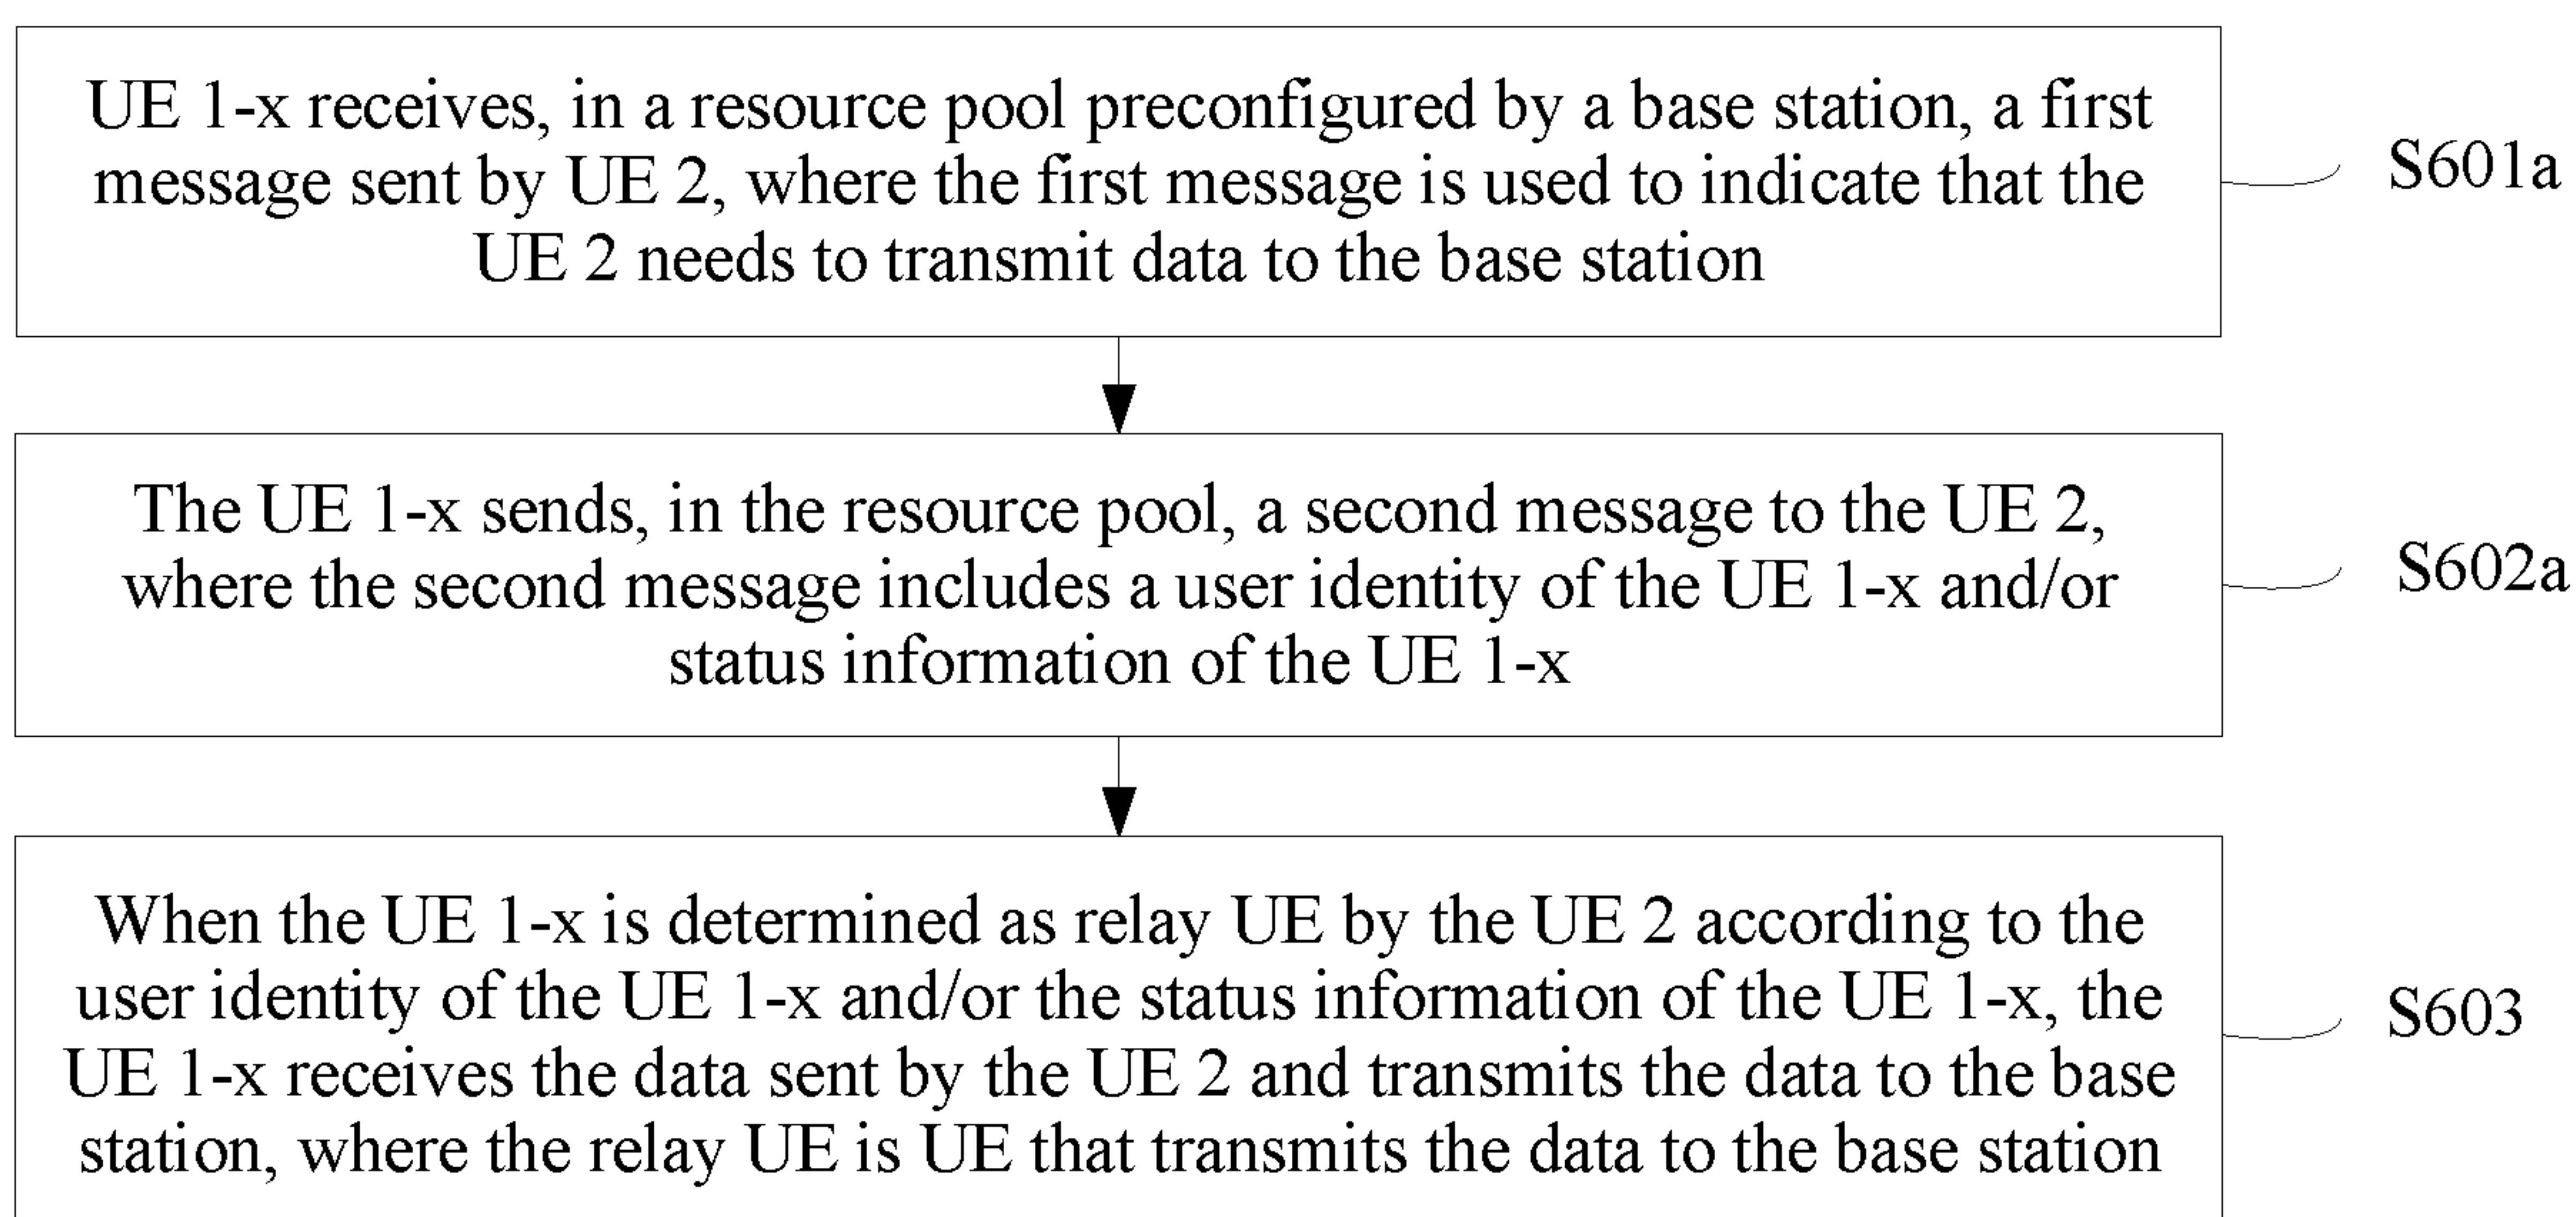 UE 1-x receives, in a resource pool preconfigured by a base station, a first
message sent by UE 2, where the first message is used to indicate that the
UE 2 needs to transmit data to the base station
S601a
The UE 1-x sends, in the resource pool, a second message to the UE 2,
where the second message includes a user identity of the UE 1-x and/or
status information of the UE 1-x
S602a
When the UE 1-x is determined as relay UE by the UE 2 according to the
user identity of the UE 1-x and/or the status information of the UE 1-x, the
UE 1-x receives the data sent by the UE 2 and transmits the data to the base
station, where the relay UE is UE that transmits the data to the base station
S603